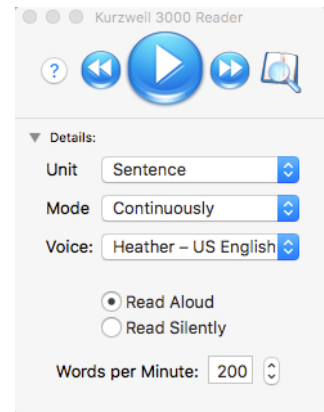 Kurzweil 3000 Reader
?
Details:
Unit Sentence
Mode Continuously
Voice: Heather – US English
Read Aloud
Read Silently
Words per Minute: 200